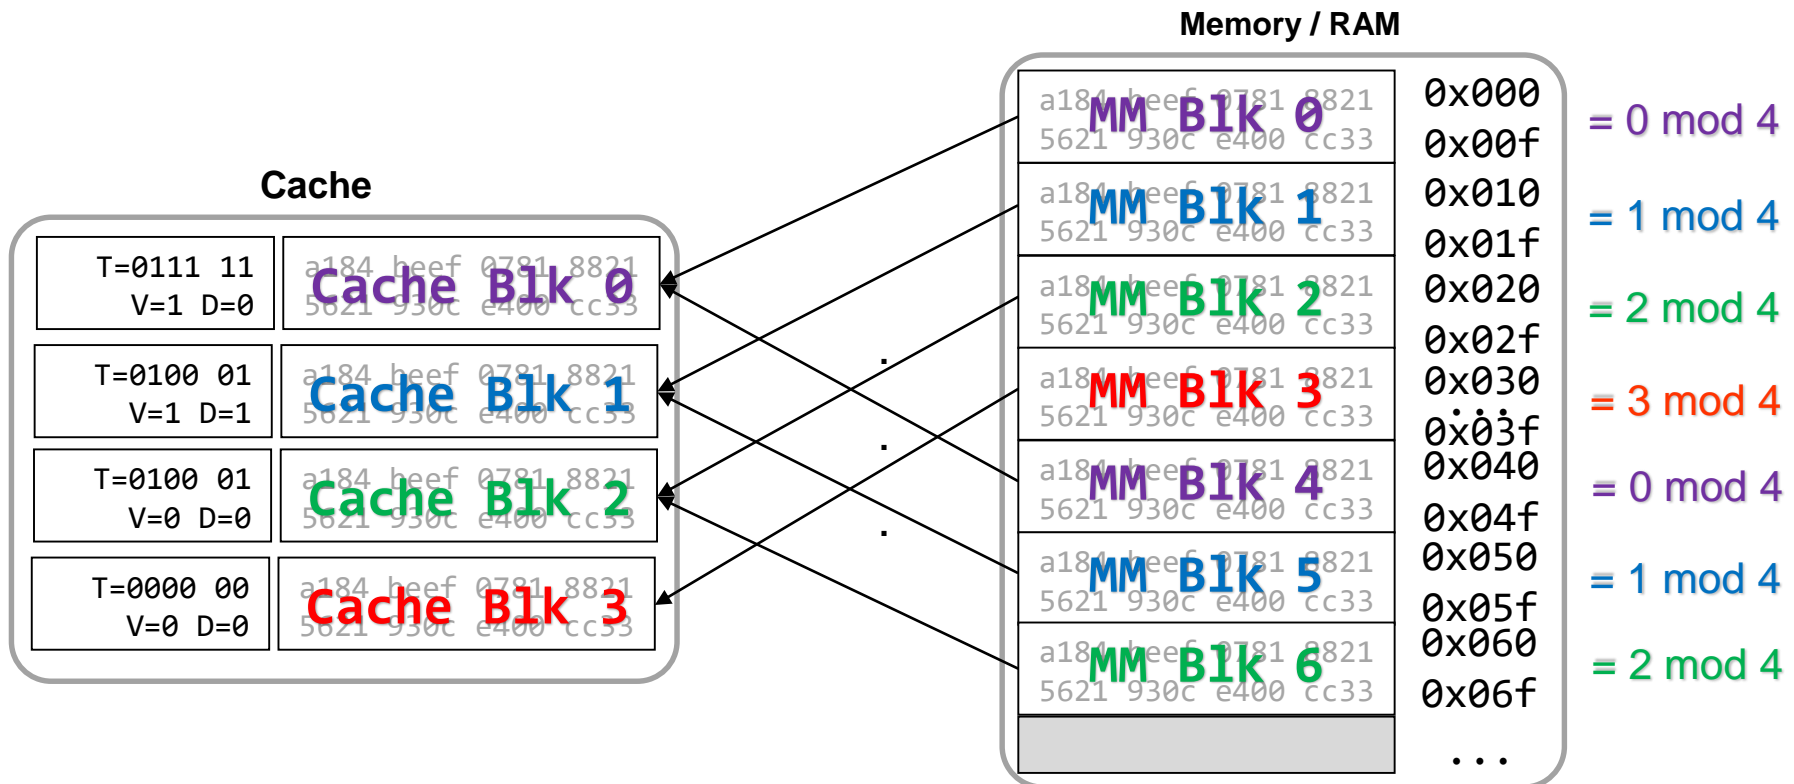 Memory / RAM
Cache
T=0111 11
V=1 D=0
a184 beef 0781 8821
5621 930c e400 cc33
Cache Blk 0
T=0100 01
V=1 D=1
a184 beef 0781 8821
5621 930c e400 cc33
Cache Blk 1
T=0100 01
V=0 D=0
a184 beef 0781 8821
5621 930c e400 cc33
Cache Blk 2
T=0000 00
V=0 D=0
a184 beef 0781 8821
5621 930c e400 cc33
Cache Blk 3
.
.
.
a184 beef 0781 8821
5621 930c e400 cc33
MM Blk 0
0x000
0x00f
= 0 mod 4
a184 beef 0781 8821
5621 930c e400 cc33
MM Blk 1
0x010
0x01f
= 1 mod 4
a184 beef 0781 8821
5621 930c e400 cc33
MM Blk 2
0x020
0x02f
= 2 mod 4
a184 beef 0781 8821
5621 930c e400 cc33
MM Blk 3
0x030
...
0x03f
= 3 mod 4
a184 beef 0781 8821
5621 930c e400 cc33
MM Blk 4
0x040
0x04f
= 0 mod 4
a184 beef 0781 8821
5621 930c e400 cc33
MM Blk 5
0x050
0x05f
= 1 mod 4
a184 beef 0781 8821
5621 930c e400 cc33
MM Blk 6
0x060
0x06f
= 2 mod 4
...